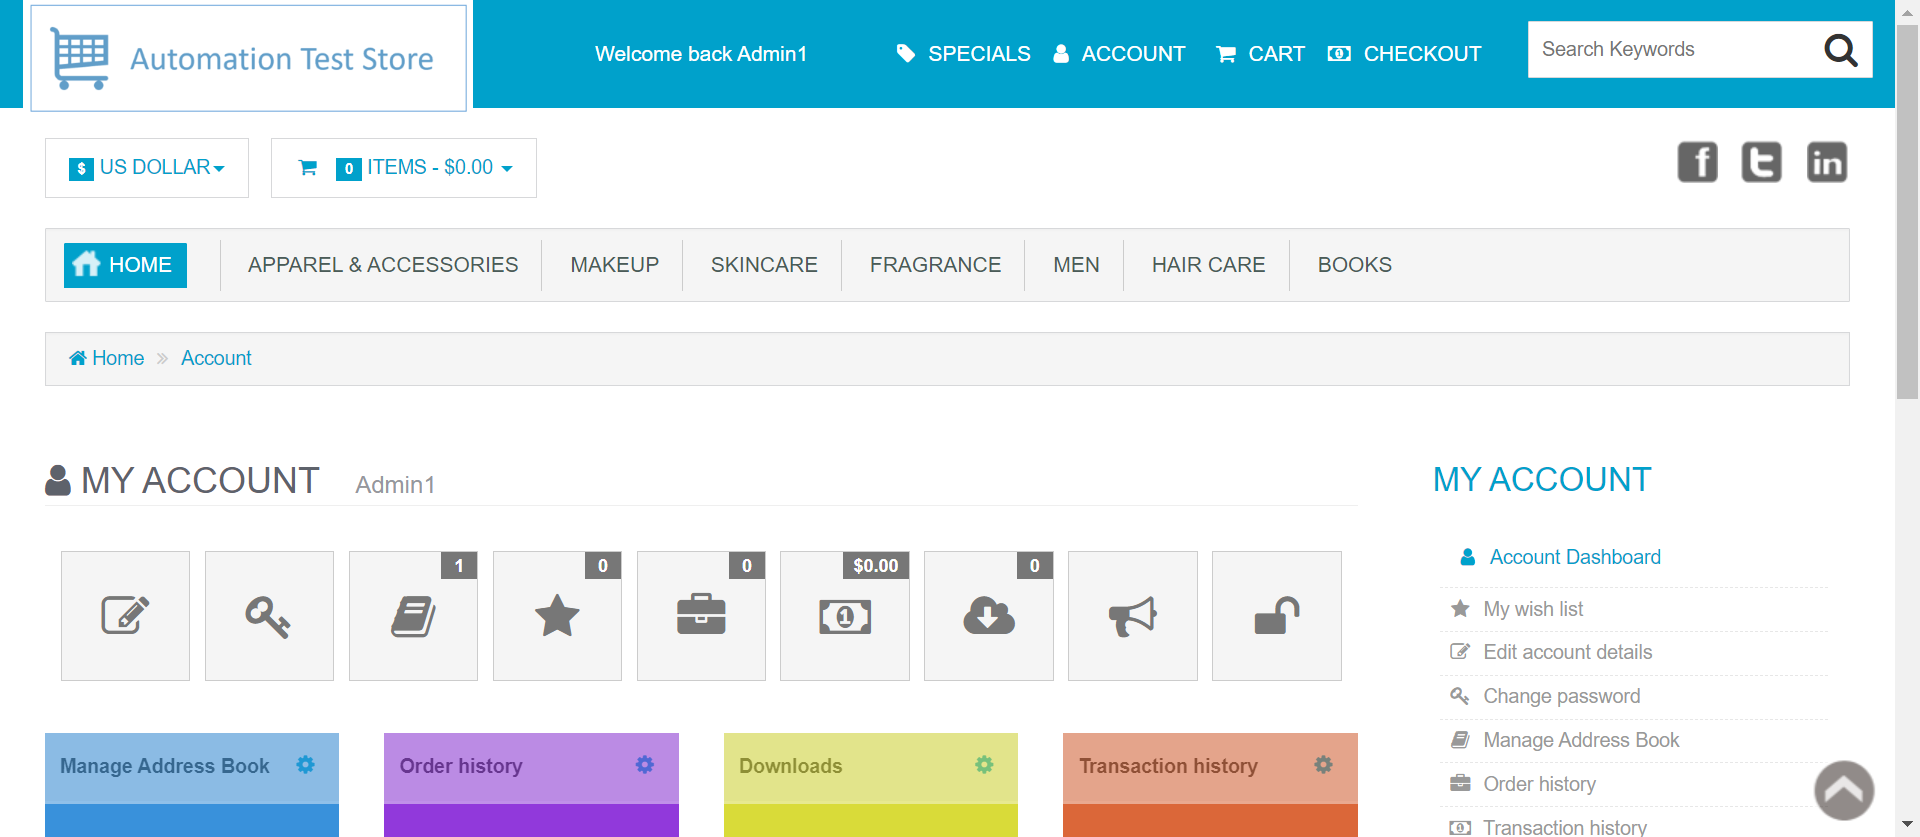 Automation Test Store
Welcome back Admin1
SPECIALS
ACCOUNT
CART
CHECKOUT
Search Keywords
$ US DOLLAR
0 ITEMS - $0.00
f t in
HOME
APPAREL & ACCESSORIES
MAKEUP
SKINCARE
FRAGRANCE
MEN
HAIR CARE
BOOKS
Home » Account
MY ACCOUNT Admin1
1
0
0
$0.00
0
Manage Address Book
Order history
Downloads
Transaction history
MY ACCOUNT
Account Dashboard
My wish list
Edit account details
Change password
Manage Address Book
Order history
Transaction history